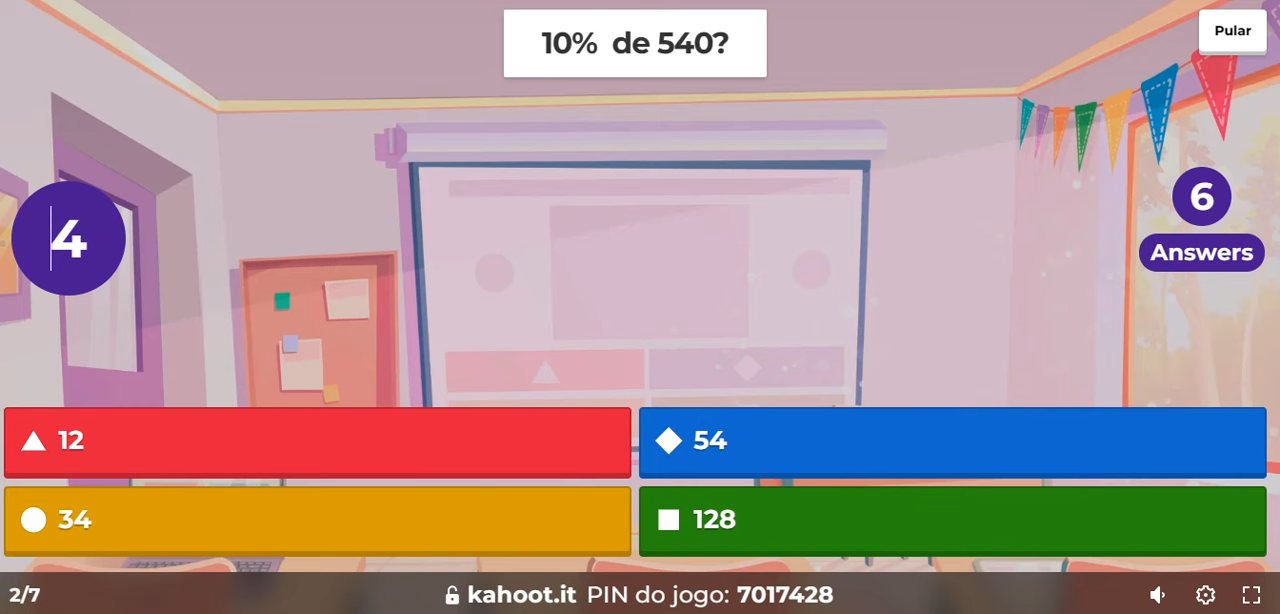 10% de 540?
Pular
4
6
Answers
12
54
34
128
2/7
kahoot.it PIN do jogo: 7017428